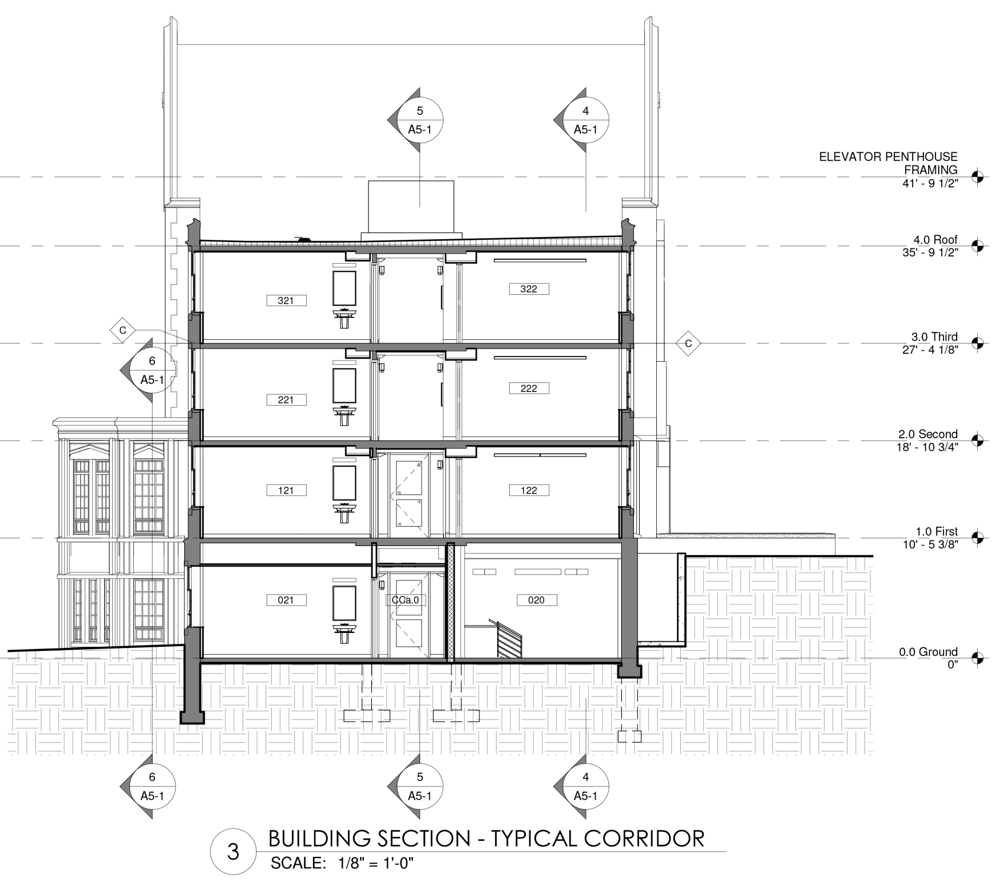 5
A5-1
4
A5-1
ELEVATOR PENTHOUSE
FRAMING
41' - 9 1/2"
4.0 Roof
35' - 9 1/2"
321
322
C
C
3.0 Third
27' - 4 1/8"
6
A5-1
221
222
2.0 Second
18' - 10 3/4"
121
122
1.0 First
10' - 5 3/8"
021
CCa.0
020
0.0 Ground
0"
6
A5-1
5
A5-1
4
A5-1
3
BUILDING SECTION - TYPICAL CORRIDOR
SCALE: 1/8" = 1'-0"